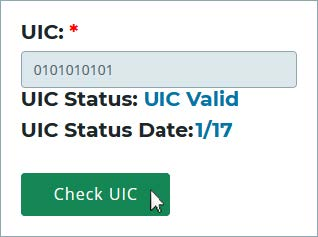 UIC: *
0101010101
UIC Status: UIC Valid
UIC Status Date:1/17
Check UIC